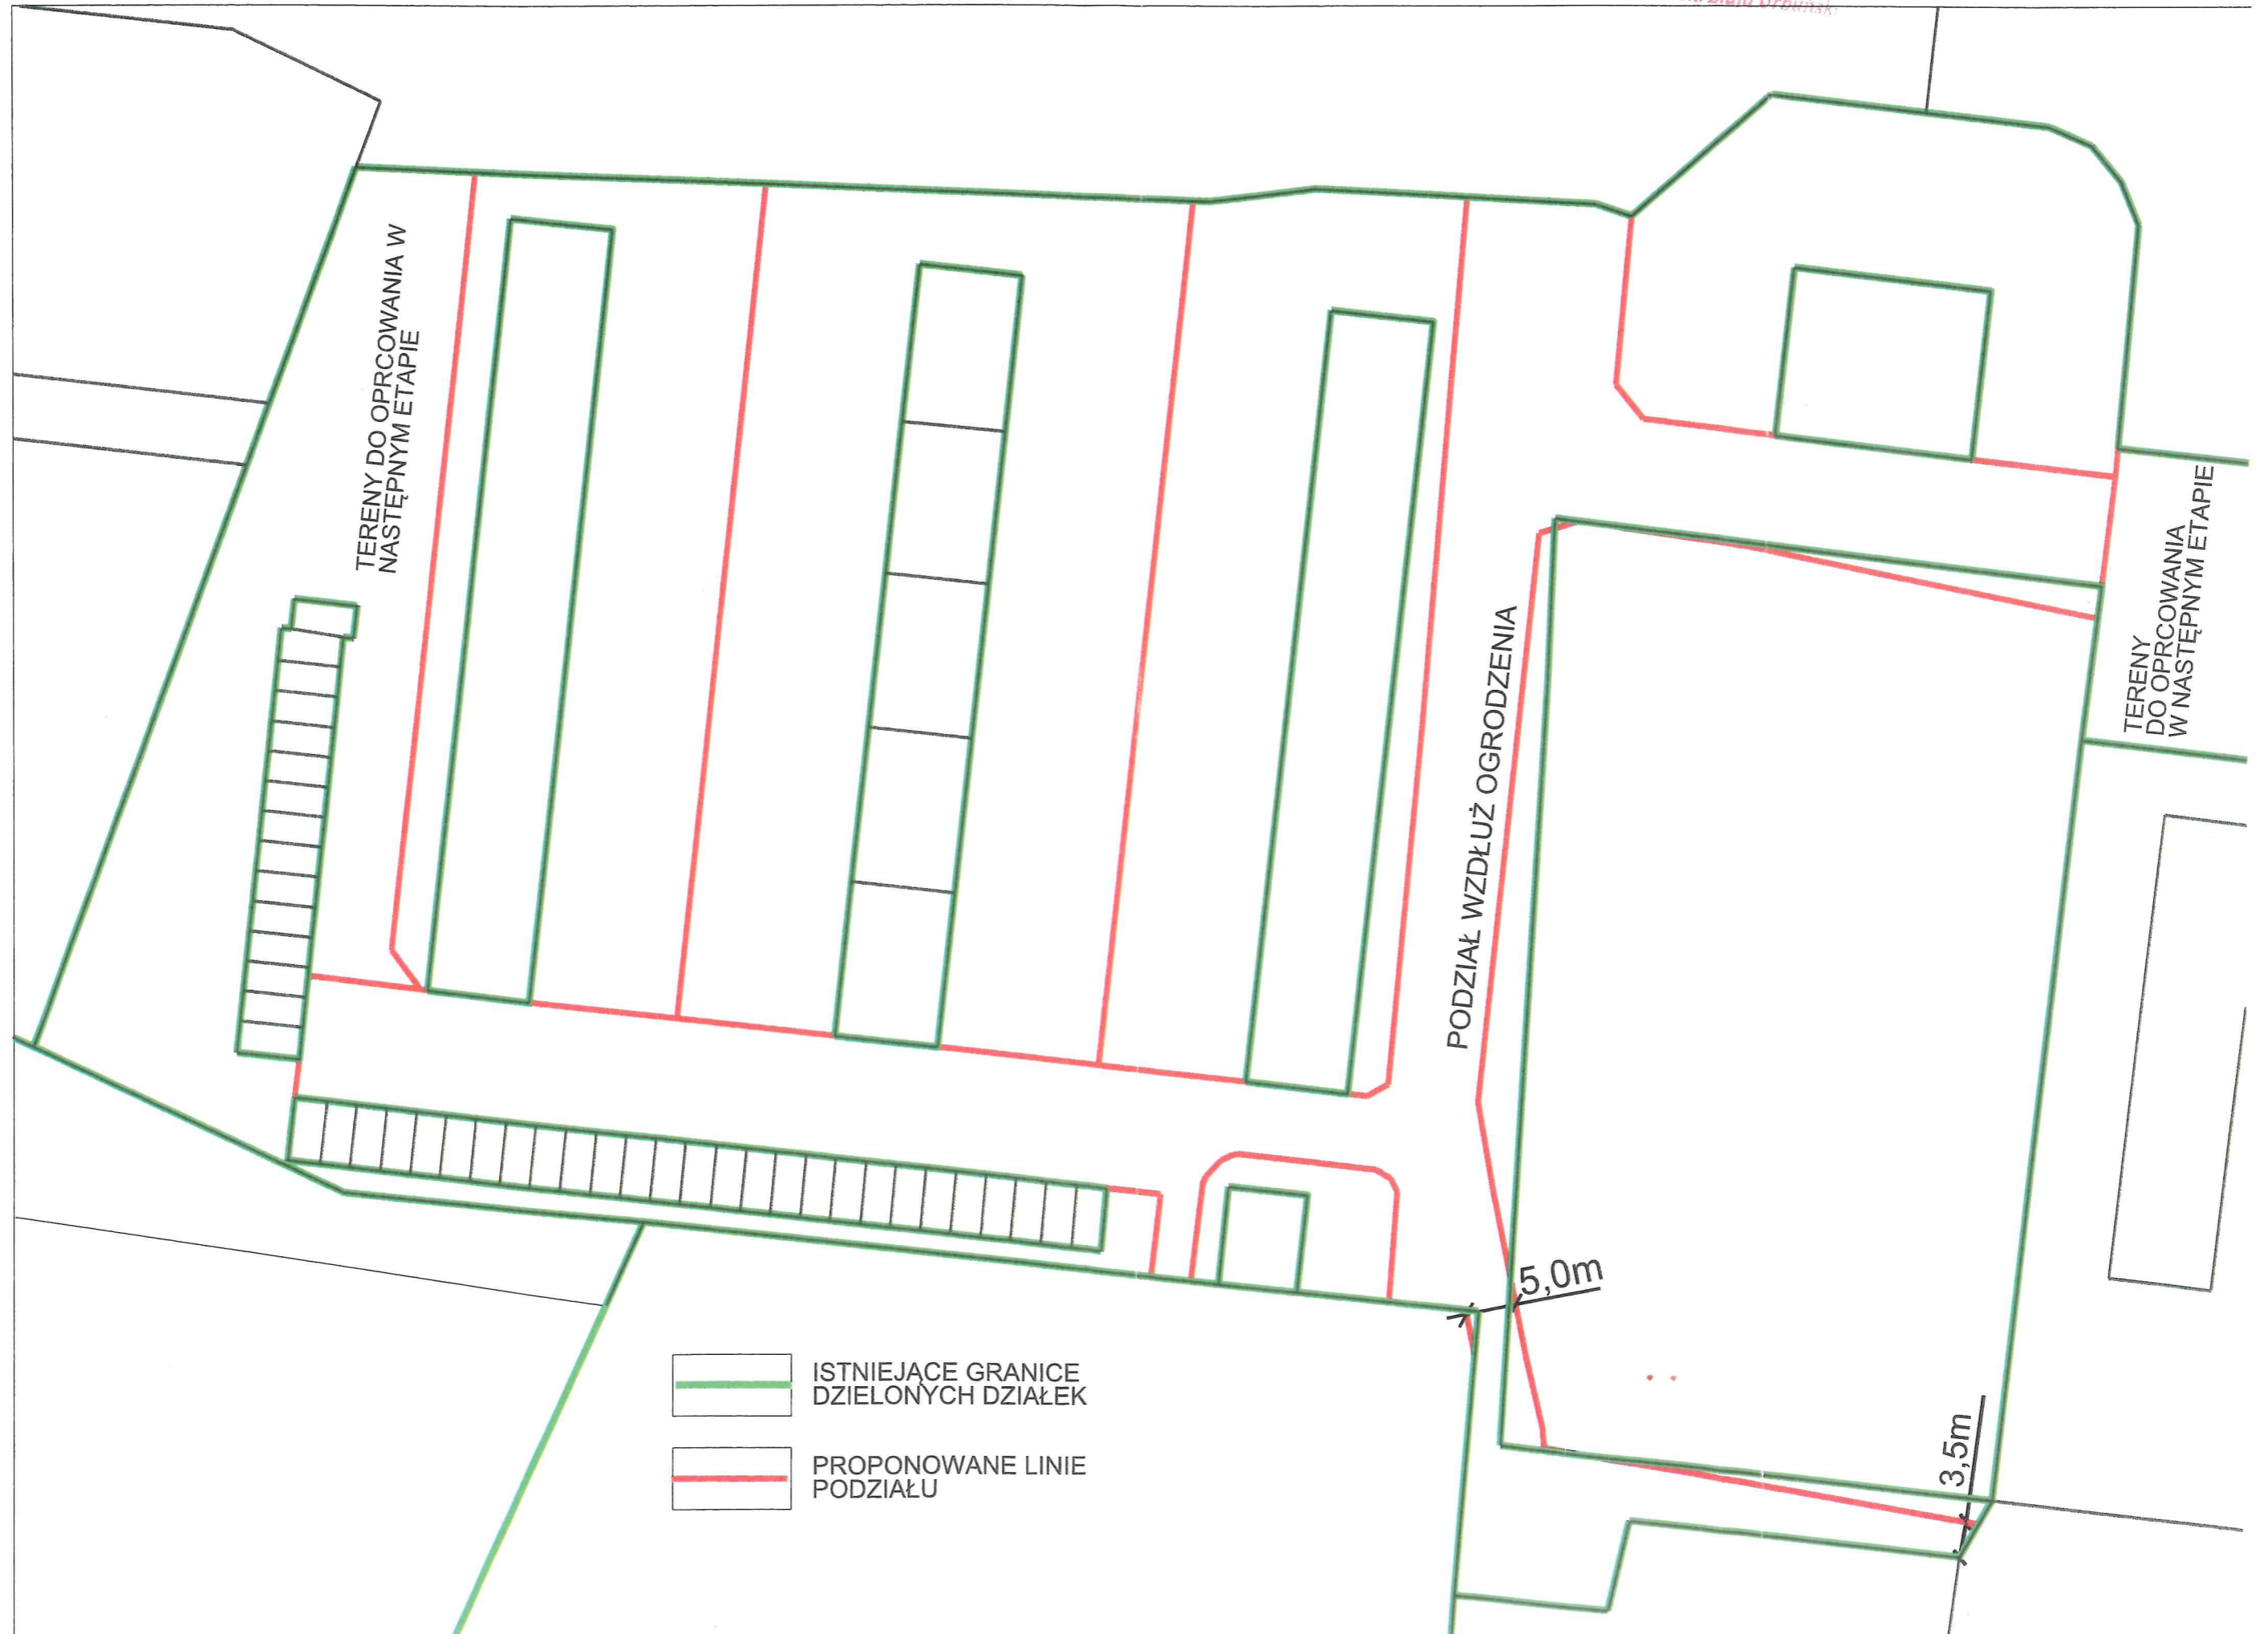 TERENY DO OPRCOWANIA W
NASTĘPNYM ETAPIE
PODZIAŁ WZDŁUŻ OGRODZENIA
TERENY
DO OPRCOWANIA
W NASTĘPNYM ETAPIE
5,0m
3,5m
ISTNIEJĄCE GRANICE
DZIELONYCH DZIAŁEK
PROPONOWANE LINIE
PODZIAŁU